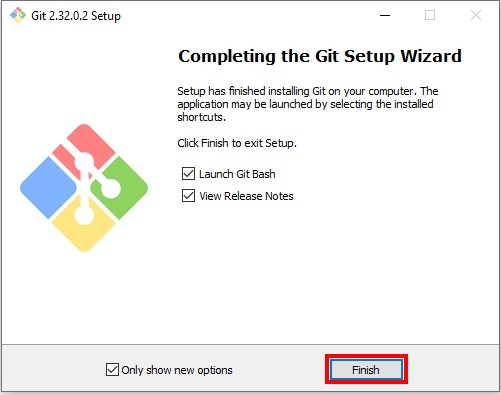 Git 2.32.0.2 Setup
Completing the Git Setup Wizard
Setup has finished installing Git on your computer. The
application may be launched by selecting the installed
shortcuts.
Click Finish to exit Setup.
Launch Git Bash
View Release Notes
Only show new options
Finish